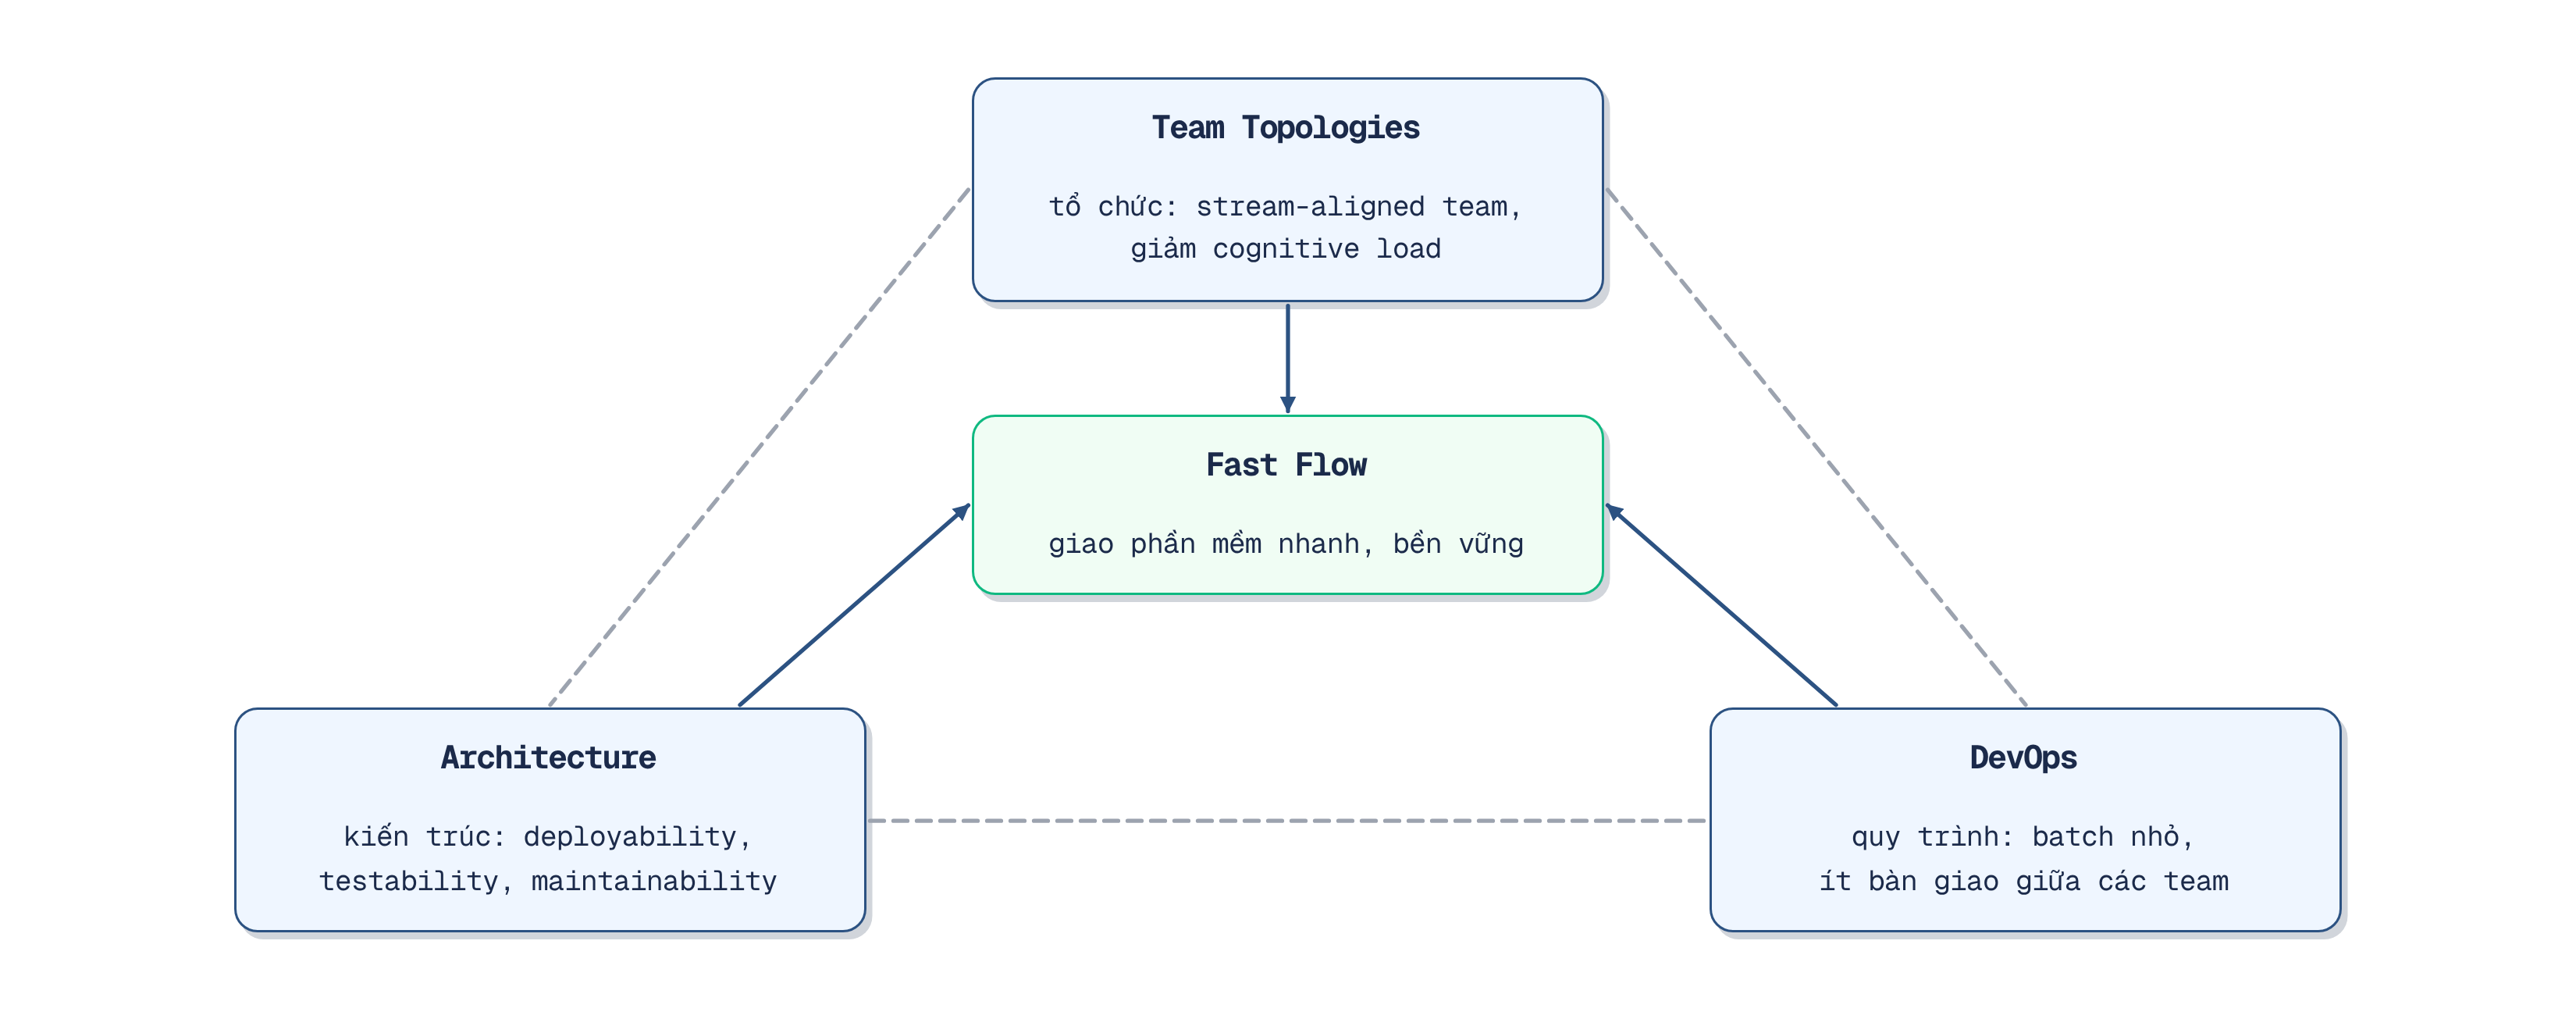 Team Topologies
tổ chức: stream-aligned team,
giảm cognitive load
Fast Flow
giao phần mềm nhanh, bền vững
Architecture
kiến trúc: deployability,
testability, maintainability
DevOps
quy trình: batch nhỏ,
ít bàn giao giữa các team